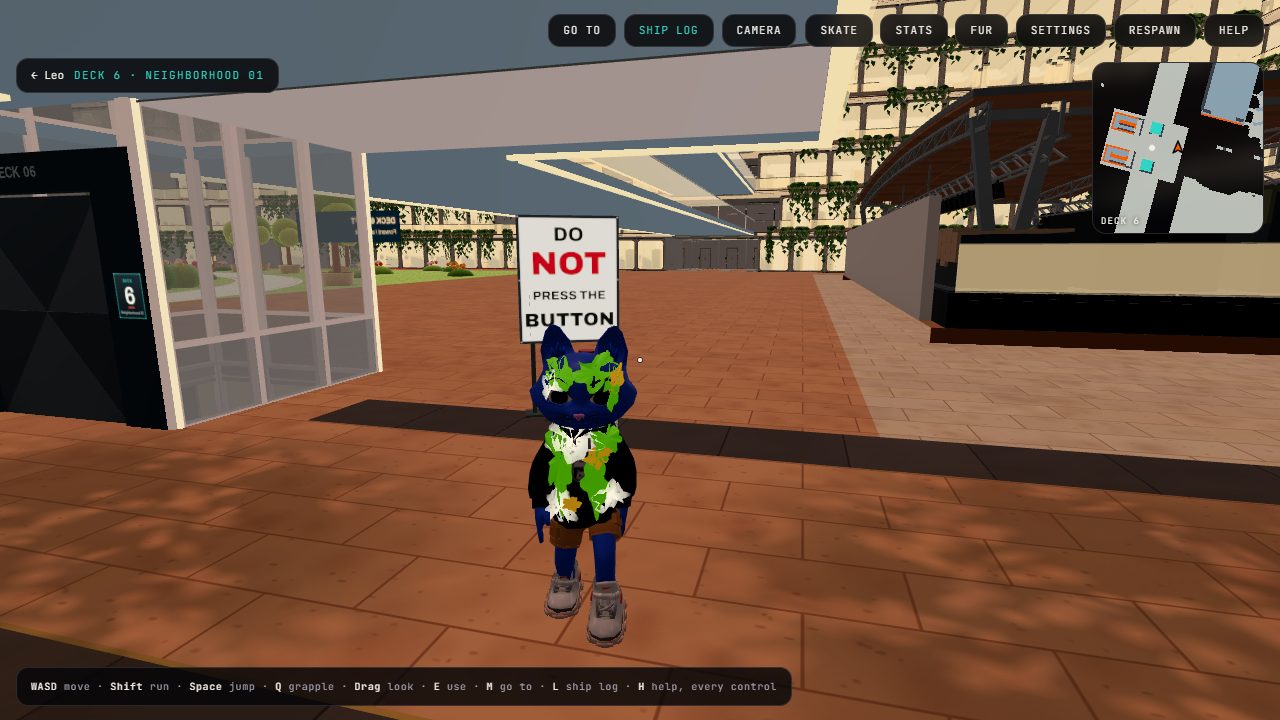 GO TO
SHIP LOG
CAMERA
SKATE
STATS
FUR
SETTINGS
RESPAWN
HELP
← Leo DECK 6 · NEIGHBORHOOD 01
ECK 06
DECK 6
6
DO
NOT
PRESS THE
BUTTON
WASD move · Shift run · Space jump · Q grapple · Drag look · E use · M go to · L ship log · H help, every control